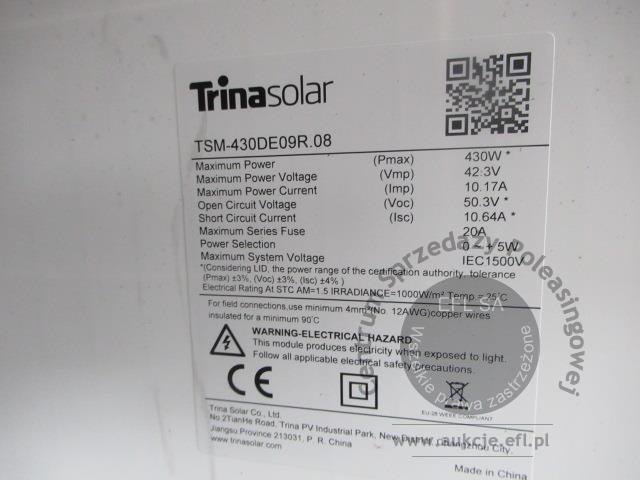 Trinasolar
TSM-430DE09R.08
Maximum Power (Pmax) 430W *
Maximum Power Voltage (Vmp) 42.3V
Maximum Power Current (Imp) 10.17A
Open Circuit Voltage (Voc) 50.3V *
Short Circuit Current (Isc) 10.64A *
Maximum Series Fuse 20A
Power Selection 0 ~ + 5W
Maximum System Voltage IEC1500V
*(Considering LID, the power range of the certification authority, tolerance
(Pmax) ±3%, (Voc) ±3%, (Isc) ±4% )
Electrical Rating At STC AM=1.5 IRRADIANCE=1000W/m² Temp = 25°C
For field connections,use minimum 4mm² (No. 12AWG)copper wires
insulated for a minimum 90°C
WARNING-ELECTRICAL HAZARD
This module produces electricity when exposed to light.
Follow all applicable electrical safety precautions.
CE
EU-28 WEEE COMPLIANT
Trina Solar Co., Ltd.
No.2TianHe Road, Trina PV Industrial Park, New District, Changzhou City,
Jiangsu Province 213031, P. R. China
www.trinasolar.com
Made in China
Centrum Sprzedaży Poleasingowej
EFL SA
Wszelkie prawa zastrzeżone
www.aukcje.efl.pl